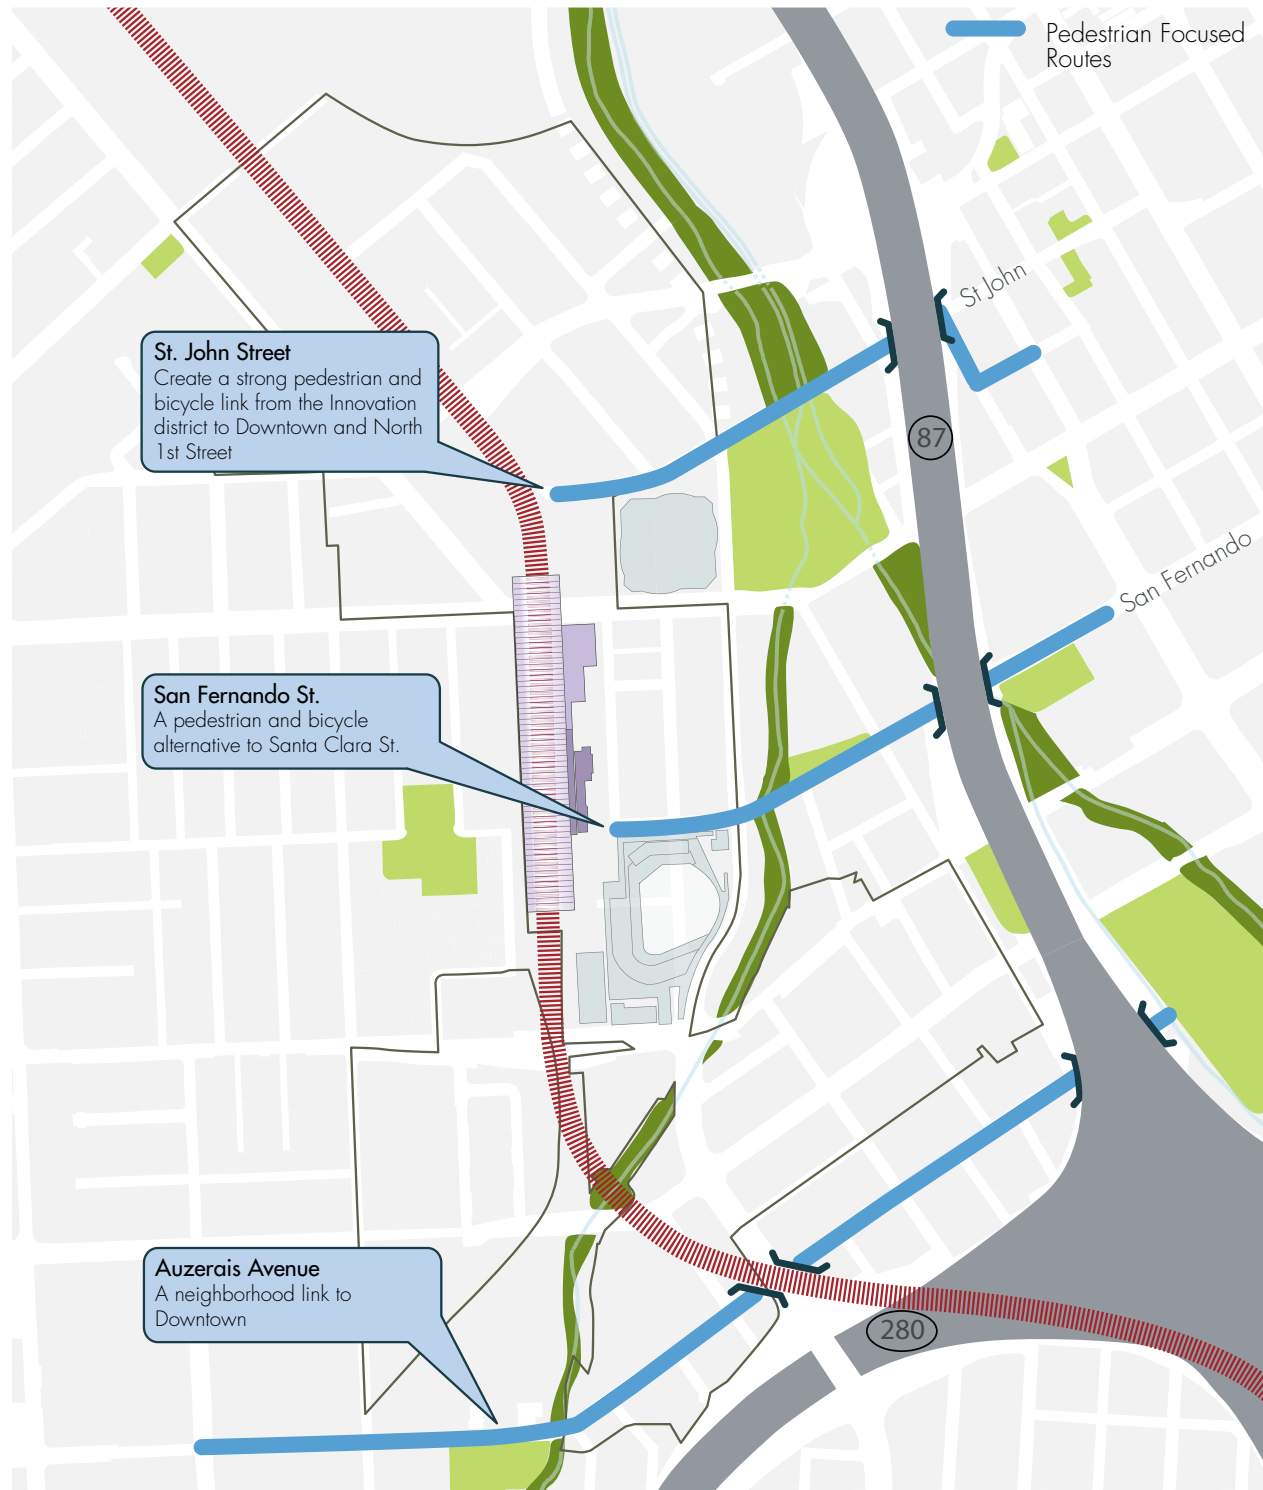 Pedestrian Focused
Routes
St John
St. John Street
Create a strong pedestrian and
bicycle link from the Innovation
district to Downtown and North
1st Street
87
San Fernando
San Fernando St.
A pedestrian and bicycle
alternative to Santa Clara St.
Auzerais Avenue
A neighborhood link to
Downtown
280